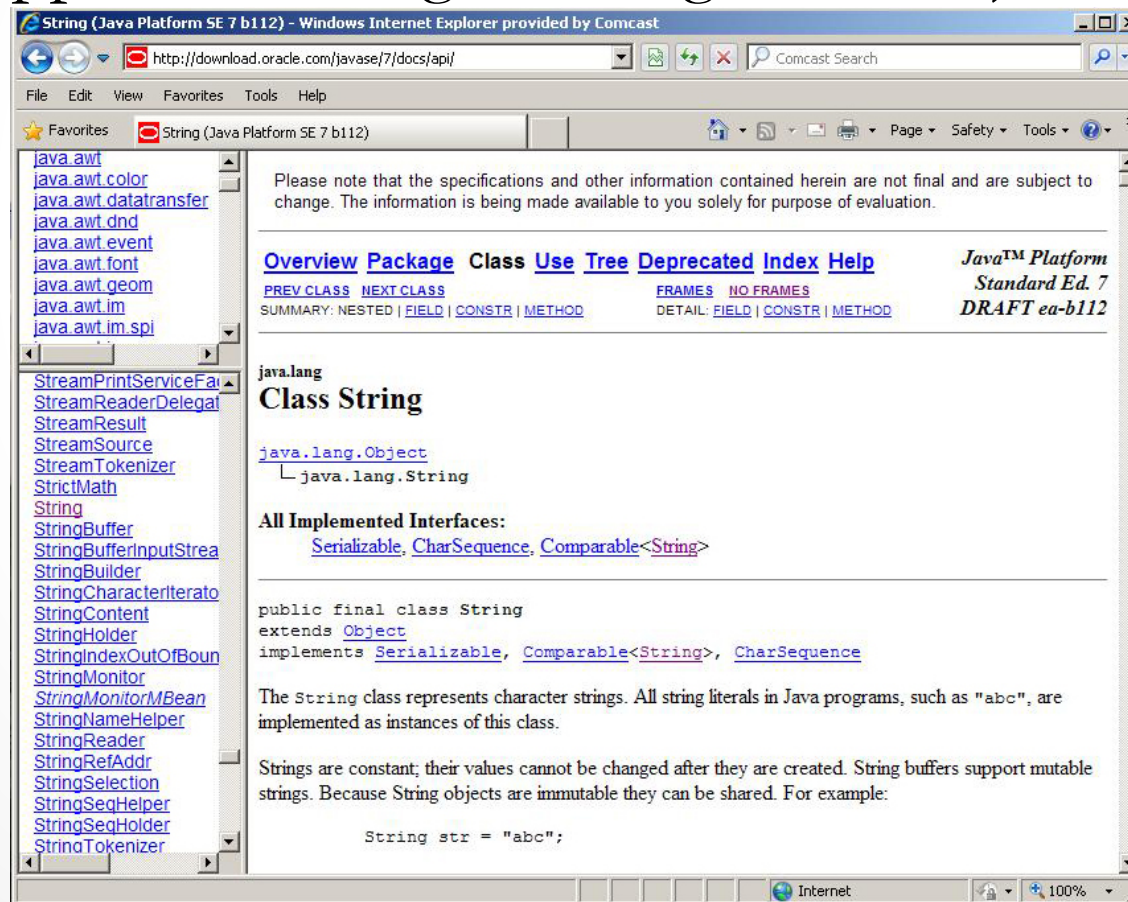 String (Java Platform SE 7 b112) - Windows Internet Explorer provided by Comcast
http://download.oracle.com/javase/7/docs/api/
Comcast Search
File Edit View Favorites Tools Help
Favorites
String (Java Platform SE 7 b112)
Page Safety Tools
java.awt
java.awt.color
java.awt.datatransfer
java.awt.dnd
java.awt.event
java.awt.font
java.awt.geom
java.awt.im
java.awt.im.spi
StreamPrintServiceFac
StreamReaderDelegat
StreamResult
StreamSource
StreamTokenizer
StrictMath
String
StringBuffer
StringBufferInputStrea
StringBuilder
StringCharacterIterato
StringContent
StringHolder
StringIndexOutOfBoun
StringMonitor
StringMonitorMBean
StringNameHelper
StringReader
StringRefAddr
StringSelection
StringSeqHelper
StringSeqHolder
StringTokenizer
Please note that the specifications and other information contained herein are not final and are subject to
change. The information is being made available to you solely for purpose of evaluation.
Overview Package Class Use Tree Deprecated Index Help
PREV CLASS NEXT CLASS
FRAMES NO FRAMES
SUMMARY: NESTED | FIELD | CONSTR | METHOD
DETAIL: FIELD | CONSTR | METHOD
Java™ Platform
Standard Ed. 7
DRAFT ea-b112
java.lang
Class String
java.lang.Object
java.lang.String
All Implemented Interfaces:
Serializable, CharSequence, Comparable<String>
public final class String
extends Object
implements Serializable, Comparable<String>, CharSequence
The String class represents character strings. All string literals in Java programs, such as "abc", are
implemented as instances of this class.
Strings are constant; their values cannot be changed after they are created. String buffers support mutable
strings. Because String objects are immutable they can be shared. For example:
String str = "abc";
Internet
100%